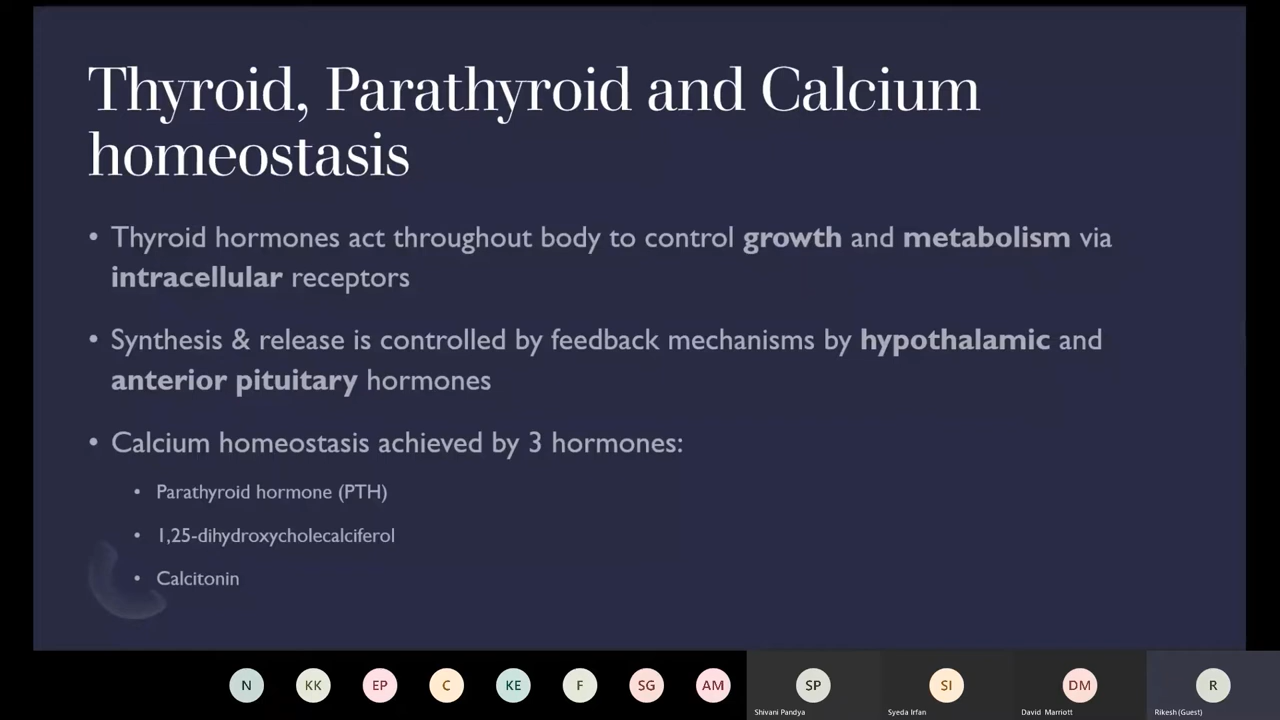 Thyroid, Parathyroid and Calcium
homeostasis
• Thyroid hormones act throughout body to control growth and metabolism via
intracellular receptors
• Synthesis & release is controlled by feedback mechanisms by hypothalamic and
anterior pituitary hormones
• Calcium homeostasis achieved by 3 hormones:
• Parathyroid hormone (PTH)
• 1,25-dihydroxycholecalciferol
• Calcitonin
N KK EP C KE F SG AM SP SI DM R
Shivani Pandya Syeda Irfan David Marriott Rikesh (Guest)